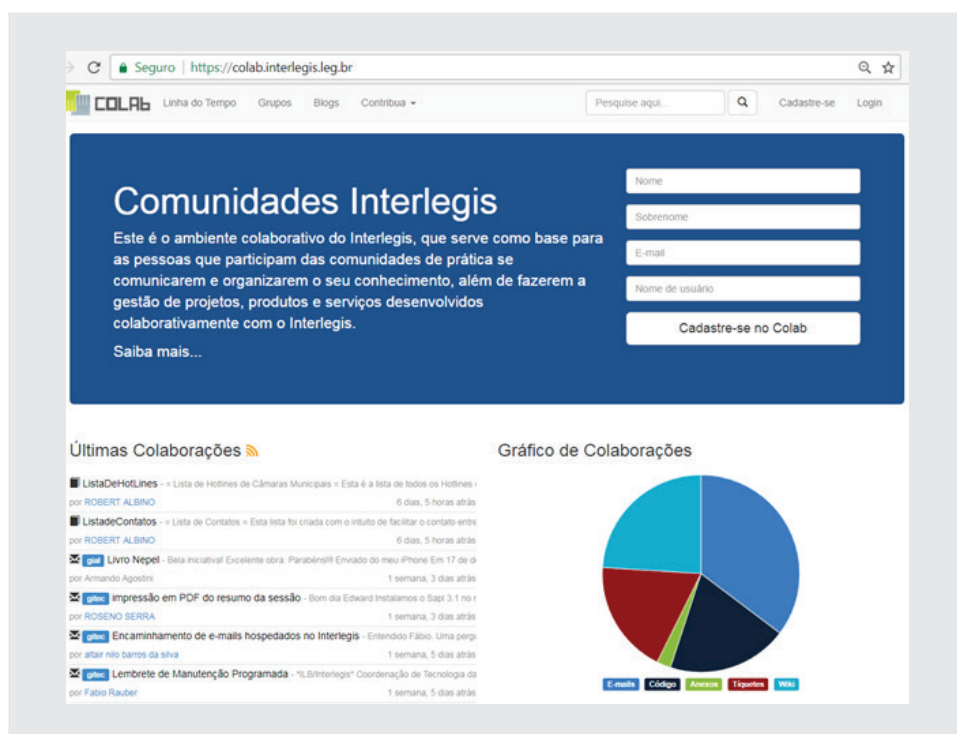 Seguro | https://colab.interlegis.leg.br
COLAb Linha do Tempo Grupos Blogs Contribua Pesquise aqui... Cadastre-se Login
Comunidades Interlegis
Este é o ambiente colaborativo do Interlegis, que serve como base para
as pessoas que participam das comunidades de prática se
comunicarem e organizarem o seu conhecimento, além de fazerem a
gestão de projetos, produtos e serviços desenvolvidos
colaborativamente com o Interlegis.
Saiba mais...
Nome
Sobrenome
E-mail
Nome de usuário
Cadastre-se no Colab
Últimas Colaborações
ListaDeHotLines - = Lista de Hotlines de Câmaras Municipais = Esta é a lista de todos os Hotlines
por ROBERT ALBINO 6 dias, 5 horas atrás
ListadeContatos - = Lista de Contatos = Esta lista foi criada com o intuito de facilitar o contato entre
por ROBERT ALBINO 6 dias, 5 horas atrás
gial Livro Nepel - Bela iniciativa! Excelente obra. Parabéns!!! Enviado do meu iPhone Em 17 de d
por Armando Agostini 1 semana, 3 dias atrás
gitec impressão em PDF do resumo da sessão - Bom dia Edward Instalamos o Sapl 3.1 no r
por ROSENO SERRA 1 semana, 3 dias atrás
gitec Encaminhamento de e-mails hospedados no Interlegis - Entendido Fábio. Uma pergu
por altair nilo barros da silva 1 semana, 5 dias atrás
gitec Lembrete de Manutenção Programada - *ILB/Interlegis* Coordenação de Tecnologia da
por Fabio Rauber 1 semana, 5 dias atrás
Gráfico de Colaborações
E-mails Código Anexos Tíquetes Wiki